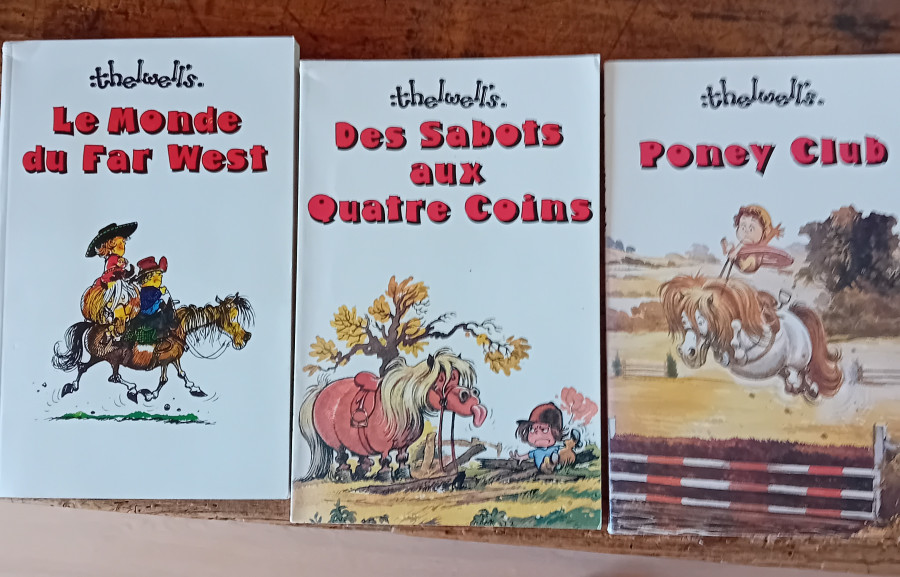 :thelwell's.
Le Monde
du Far West
:thelwell's.
Des Sabots
aux
Quatre Coins
:thelwell's.
Poney Club